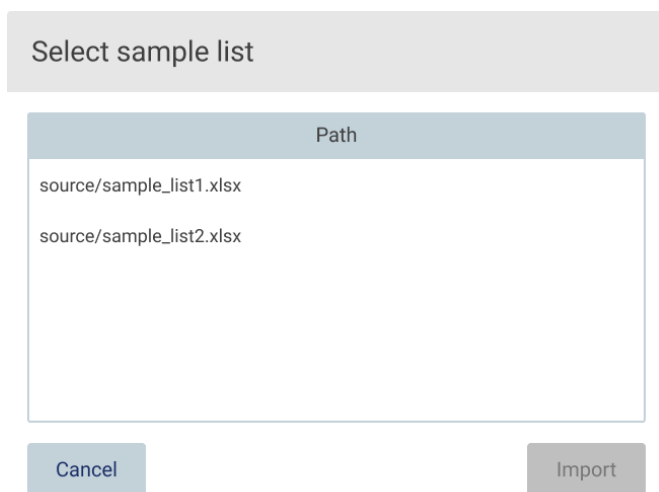 Select sample list
Path
source/sample_list1.xlsx
source/sample_list2.xlsx
Cancel
Import